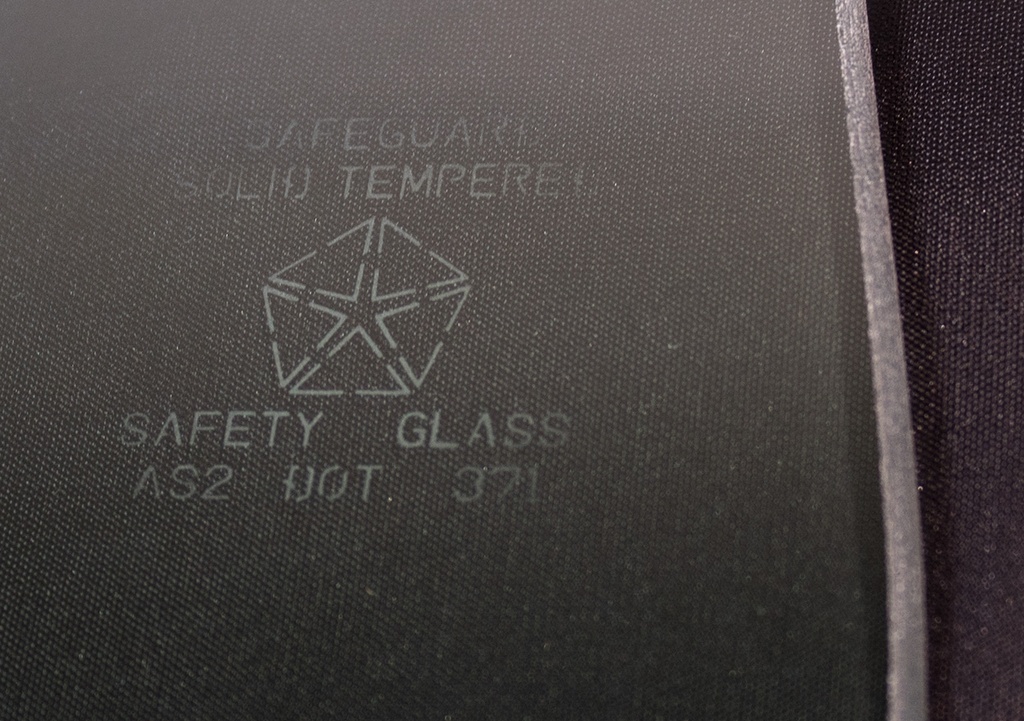 SAFEGUARD
SOLID TEMPERED
SAFETY GLASS
AS2 DOT 371